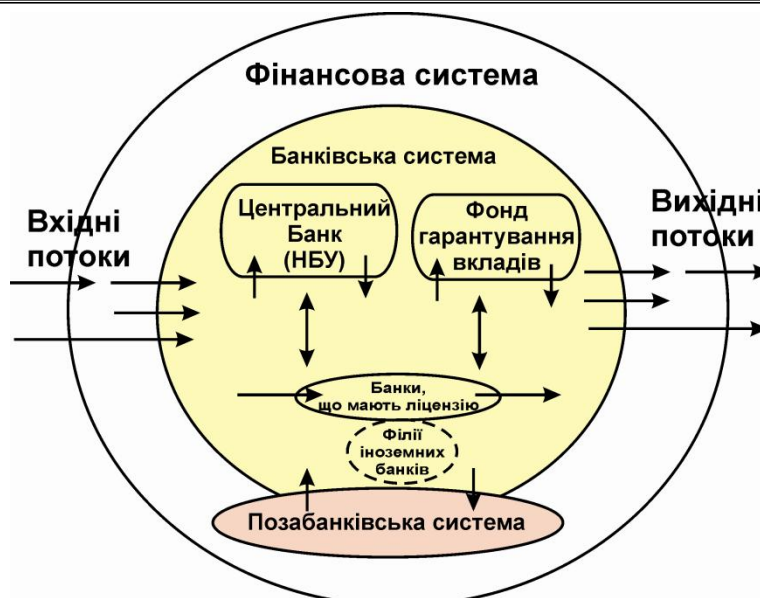 Фінансова система
Банківська система
Вхідні
потоки
Центральний
Банк
(НБУ)
Фонд
гарантування
вкладів
Вихідні
потоки
Банки,
що мають ліцензію
Філії
іноземних
банків
Позабанківська система